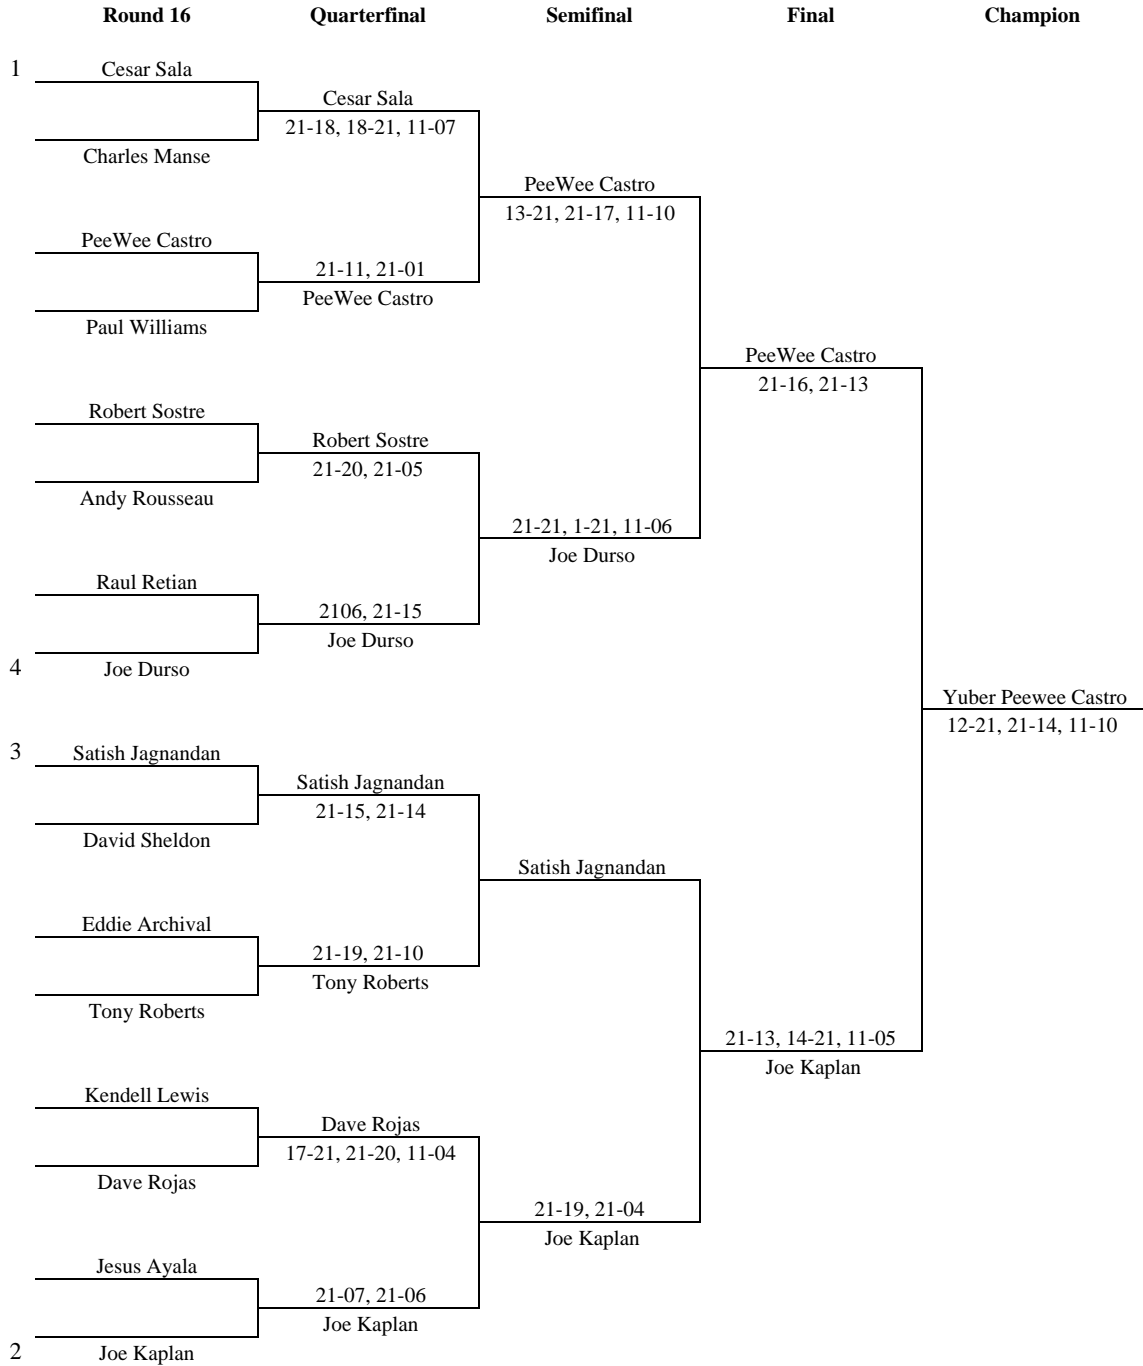 Round 16 Quarterfinal Semifinal Final Champion
1 Cesar Sala
Cesar Sala
21-18, 18-21, 11-07
Charles Manse
PeeWee Castro
13-21, 21-17, 11-10
PeeWee Castro
21-11, 21-01
PeeWee Castro
Paul Williams
PeeWee Castro
21-16, 21-13
Robert Sostre
Robert Sostre
21-20, 21-05
Andy Rousseau
21-21, 1-21, 11-06
Joe Durso
Raul Retian
2106, 21-15
Joe Durso
4 Joe Durso
Yuber Peewee Castro
12-21, 21-14, 11-10
3 Satish Jagnandan
Satish Jagnandan
21-15, 21-14
David Sheldon
Satish Jagnandan
Eddie Archival
21-19, 21-10
Tony Roberts
Tony Roberts
21-13, 14-21, 11-05
Joe Kaplan
Kendell Lewis
Dave Rojas
17-21, 21-20, 11-04
Dave Rojas
21-19, 21-04
Joe Kaplan
Jesus Ayala
21-07, 21-06
Joe Kaplan
2 Joe Kaplan